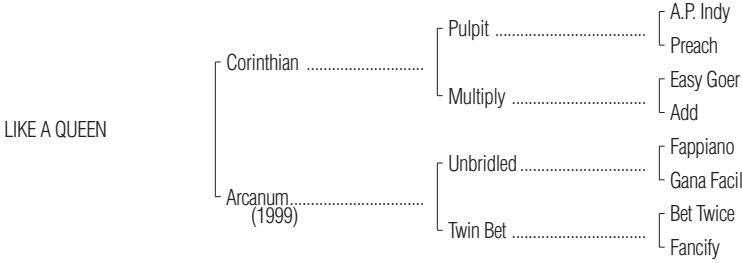 A.P. Indy
Pulpit
Preach
Corinthian
Easy Goer
Multiply
Add
LIKE A QUEEN
Fappiano
Unbridled
Gana Facil
Arcanum
(1999)
Bet Twice
Twin Bet
Fancify